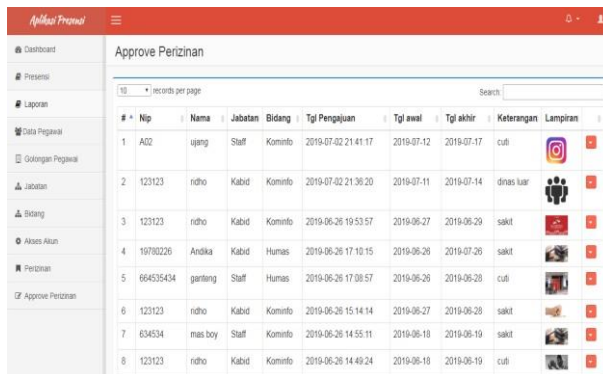 Aplikasi Presensi
Dashboard
Presensi
Laporan
Data Pegawai
Golongan Pegawai
Jabatan
Bidang
Akses Akun
Perizinan
Approve Perizinan
Approve Perizinan
10 records per page
Search:
# Nip Nama Jabatan Bidang Tgl Pengajuan Tgl awal Tgl akhir Keterangan Lampiran
1 A02 ujang Staff Kominfo 2019-07-02 21:41:17 2019-07-12 2019-07-17 cuti
2 123123 ridho Kabid Kominfo 2019-07-02 21:36:20 2019-07-11 2019-07-14 dinas luar
3 123123 ridho Kabid Kominfo 2019-06-26 19:53:57 2019-06-27 2019-06-29 sakit
4 19780226 Andika Kabid Humas 2019-06-26 17:10:15 2019-06-26 2019-07-26 sakit
5 664535434 ganteng Staff Humas 2019-06-26 17:08:57 2019-06-26 2019-06-28 cuti
6 123123 ridho Kabid Kominfo 2019-06-26 15:14:14 2019-06-27 2019-06-28 sakit
7 634534 mas boy Staff Kominfo 2019-06-26 14:55:11 2019-06-18 2019-06-19 sakit
8 123123 ridho Kabid Kominfo 2019-06-26 14:49:24 2019-06-18 2019-06-19 cuti